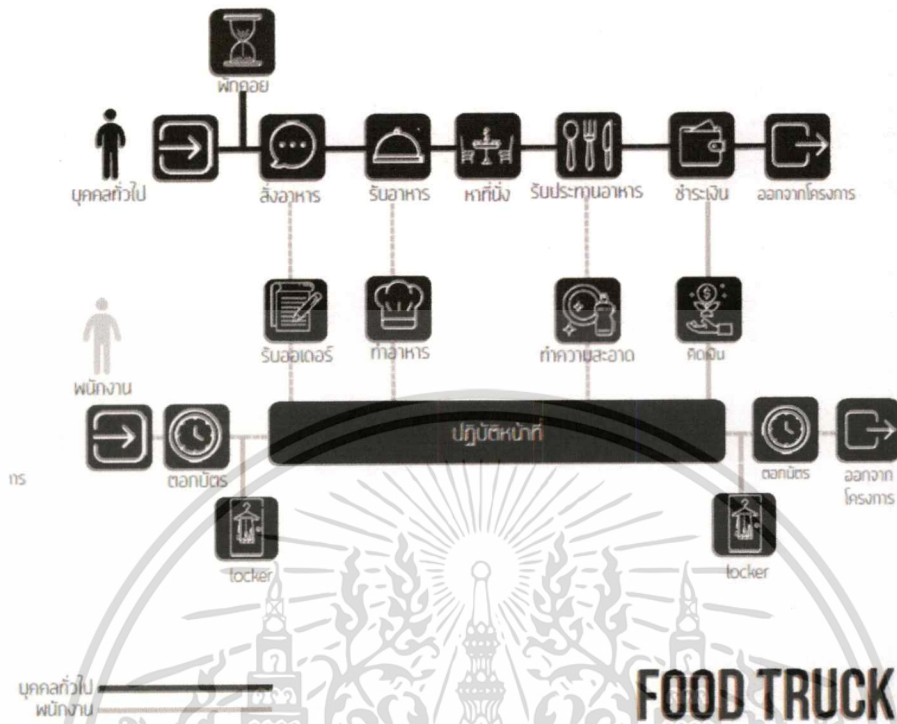 พักคอย
บุคคลทั่วไป
สั่งอาหาร
รับอาหาร
หาที่นั่ง
รับประทานอาหาร
ชำระเงิน
ออกจากโครงการ
พนักงาน
รับออเดอร์
ทำอาหาร
ทำความสะอาด
คิดเงิน
ปฏิบัติหน้าที่
การ
ตอกบัตร
ตอกบัตร
ออกจาก
โครงการ
locker
locker
บุคคลทั่วไป
พนักงาน
FOOD TRUCK